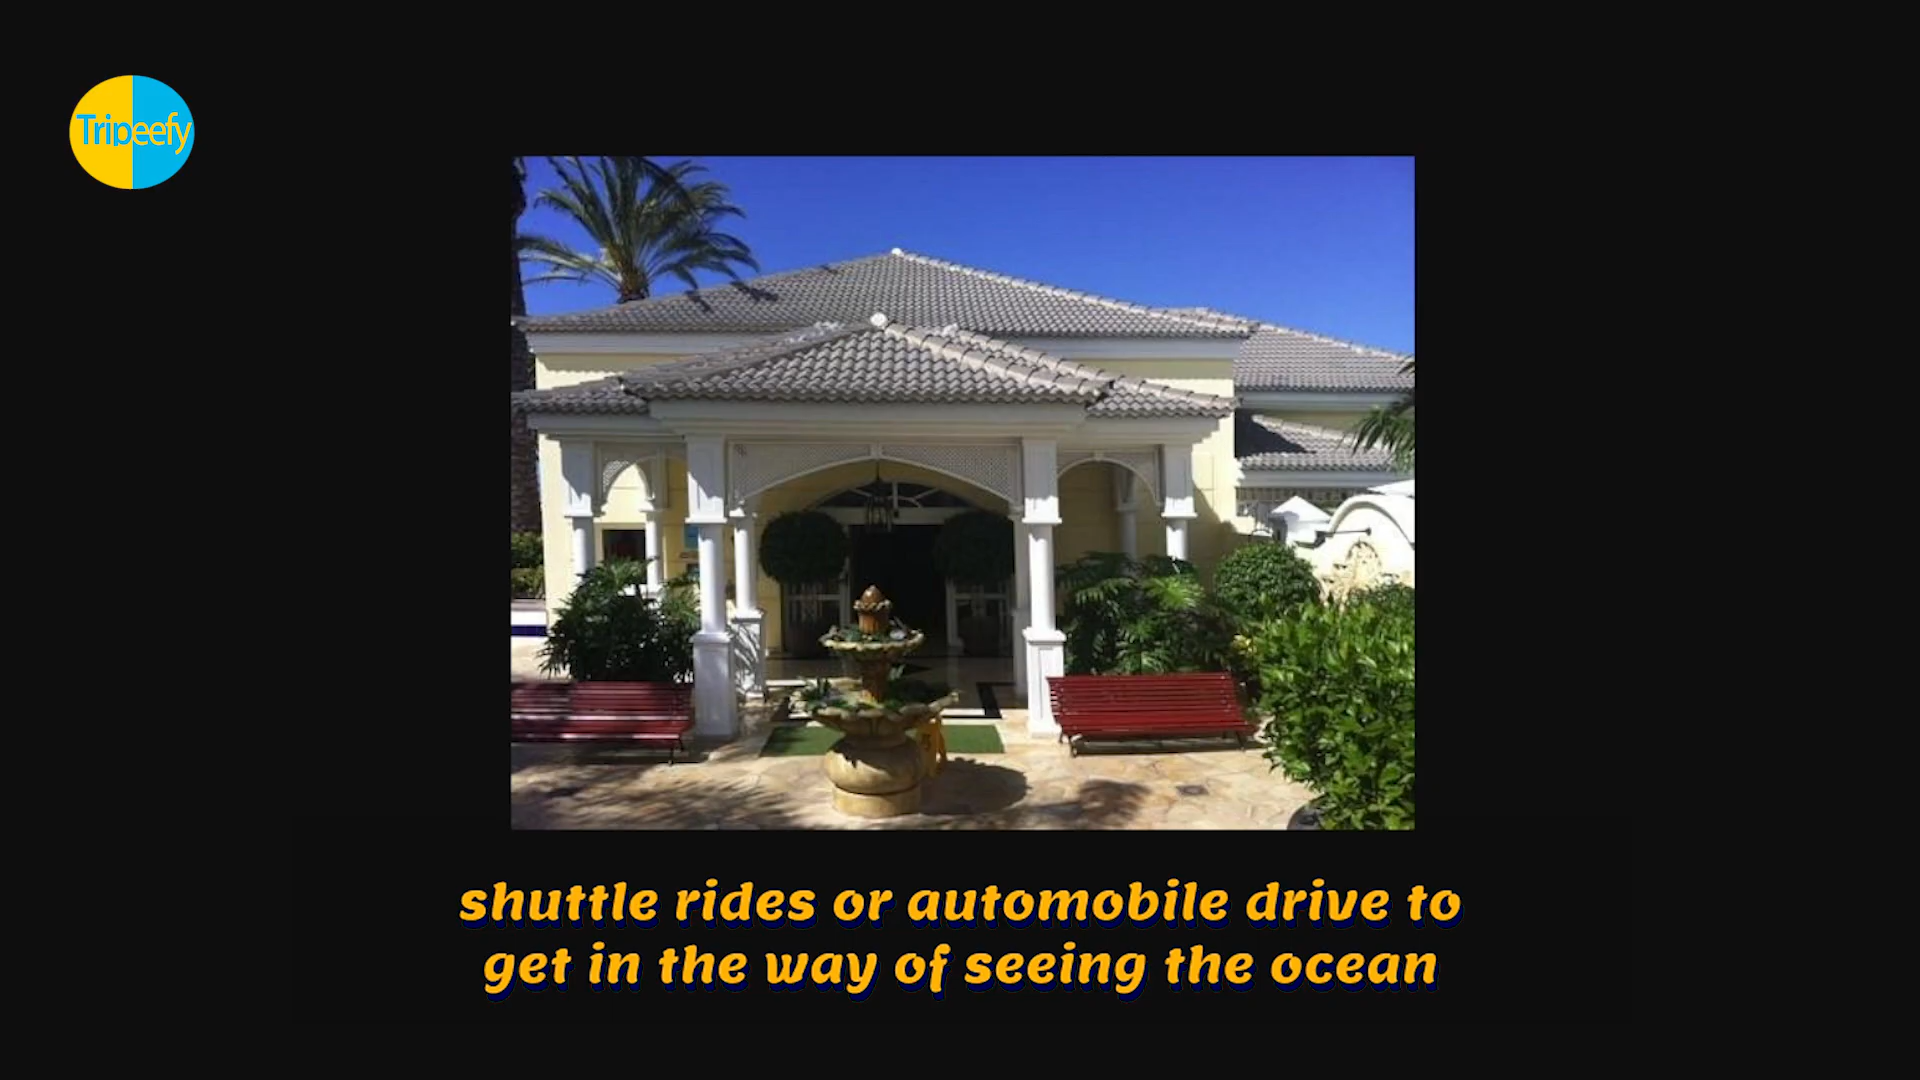 Tripeefy
shuttle rides or automobile drive to
get in the way of seeing the ocean